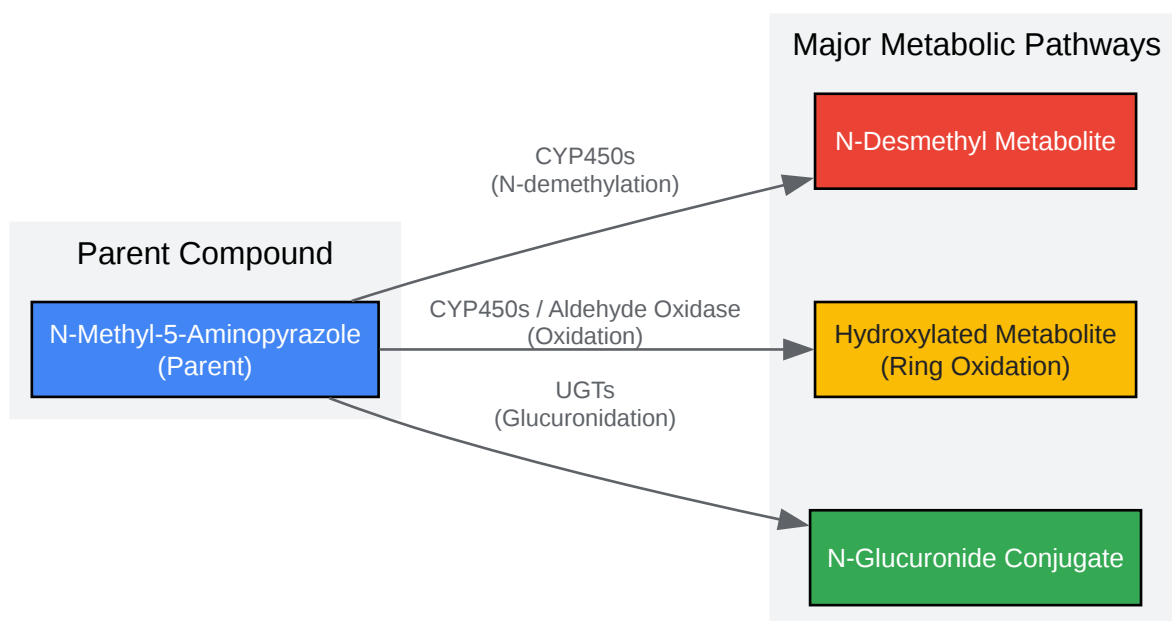 Major Metabolic Pathways
N-Desmethyl Metabolite
CYP450s
(N-demethylation)
Parent Compound
N-Methyl-5-Aminopyrazole
(Parent)
CYP450s / Aldehyde Oxidase
(Oxidation)
Hydroxylated Metabolite
(Ring Oxidation)
UGTs
(Glucuronidation)
N-Glucuronide Conjugate